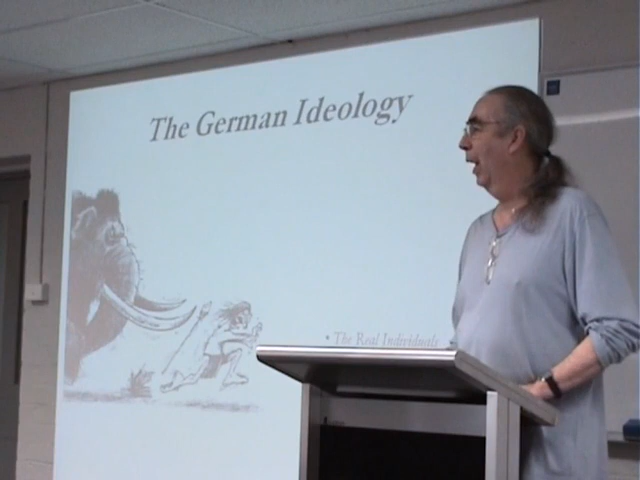 The German Ideology
• The Real Individuals